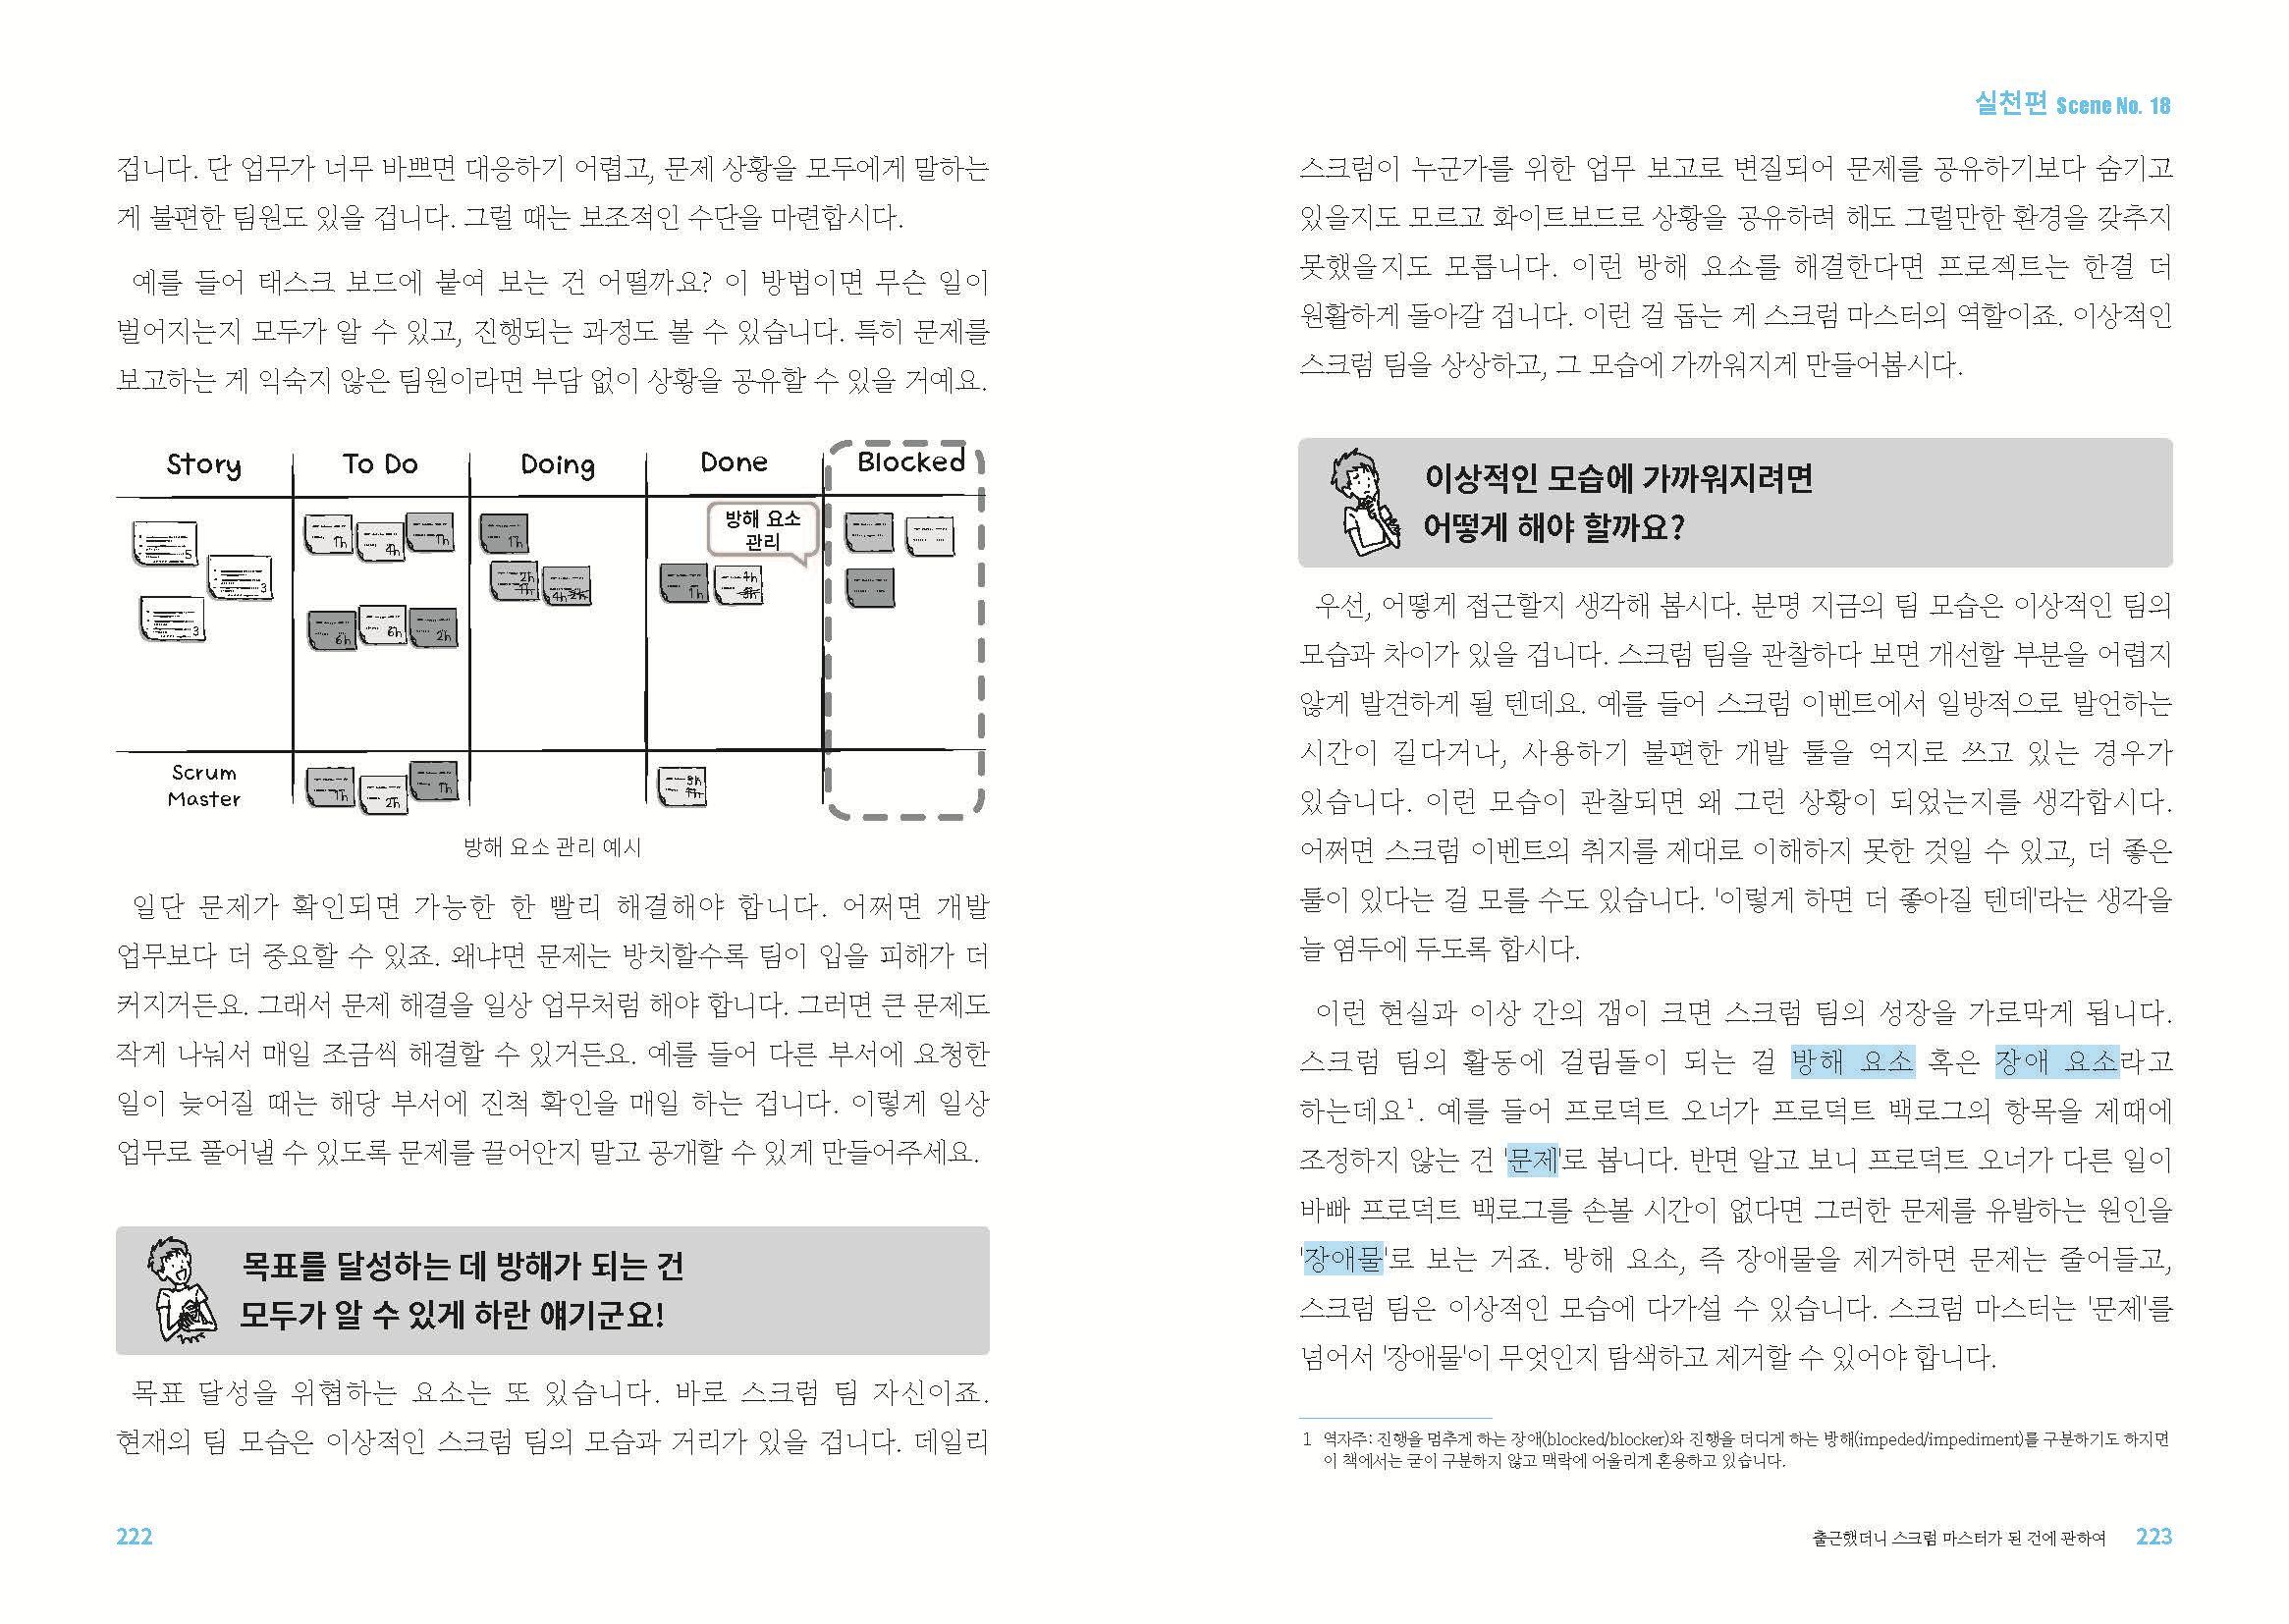 겁니다. 단 업무가 너무 바쁘면 대응하기 어렵고, 문제 상황을 모두에게 말하는
게 불편한 팀원도 있을 겁니다. 그럴 때는 보조적인 수단을 마련합시다.
예를 들어 태스크 보드에 붙여 보는 건 어떨까요? 이 방법이면 무슨 일이
벌어지는지 모두가 알 수 있고, 진행되는 과정도 볼 수 있습니다. 특히 문제를
보고하는 게 익숙지 않은 팀원이라면 부담 없이 상황을 공유할 수 있을 거예요.
Story To Do Doing Done Blocked
방해 요소
관리
5 1h 4h 1h 1h
3 2h 4h 1h
3 6h 6h 2h
Scrum
Master
1h 2h 1h
방해 요소 관리 예시
일단 문제가 확인되면 가능한 한 빨리 해결해야 합니다. 어쩌면 개발
업무보다 더 중요할 수 있죠. 왜냐면 문제는 방치할수록 팀이 입을 피해가 더
커지거든요. 그래서 문제 해결을 일상 업무처럼 해야 합니다. 그러면 큰 문제도
작게 나눠서 매일 조금씩 해결할 수 있거든요. 예를 들어 다른 부서에 요청한
일이 늦어질 때는 해당 부서에 진척 확인을 매일 하는 겁니다. 이렇게 일상
업무로 풀어낼 수 있도록 문제를 끌어안지 말고 공개할 수 있게 만들어주세요.
목표를 달성하는 데 방해가 되는 건
모두가 알 수 있게 하란 얘기군요!
목표 달성을 위협하는 요소는 또 있습니다. 바로 스크럼 팀 자신이죠.
현재의 팀 모습은 이상적인 스크럼 팀의 모습과 거리가 있을 겁니다. 데일리
222
실천편 Scene No. 18
스크럼이 누군가를 위한 업무 보고로 변질되어 문제를 공유하기보다 숨기고
있을지도 모르고 화이트보드로 상황을 공유하려 해도 그럴만한 환경을 갖추지
못했을지도 모릅니다. 이런 방해 요소를 해결한다면 프로젝트는 한결 더
원활하게 돌아갈 겁니다. 이런 걸 돕는 게 스크럼 마스터의 역할이죠. 이상적인
스크럼 팀을 상상하고, 그 모습에 가까워지게 만들어봅시다.
이상적인 모습에 가까워지려면
어떻게 해야 할까요?
우선, 어떻게 접근할지 생각해 봅시다. 분명 지금의 팀 모습은 이상적인 팀의
모습과 차이가 있을 겁니다. 스크럼 팀을 관찰하다 보면 개선할 부분을 어렵지
않게 발견하게 될 텐데요. 예를 들어 스크럼 이벤트에서 일방적으로 발언하는
시간이 길다거나, 사용하기 불편한 개발 툴을 억지로 쓰고 있는 경우가
있습니다. 이런 모습이 관찰되면 왜 그런 상황이 되었는지를 생각합시다.
어쩌면 스크럼 이벤트의 취지를 제대로 이해하지 못한 것일 수 있고, 더 좋은
툴이 있다는 걸 모를 수도 있습니다. '이렇게 하면 더 좋아질 텐데'라는 생각을
늘 염두에 두도록 합시다.
이런 현실과 이상 간의 갭이 크면 스크럼 팀의 성장을 가로막게 됩니다.
스크럼 팀의 활동에 걸림돌이 되는 걸 방해 요소 혹은 장애 요소라고
하는데요¹. 예를 들어 프로덕트 오너가 프로덕트 백로그의 항목을 제때에
조정하지 않는 건 '문제'로 봅니다. 반면 알고 보니 프로덕트 오너가 다른 일이
바빠 프로덕트 백로그를 손볼 시간이 없다면 그러한 문제를 유발하는 원인을
'장애물'로 보는 거죠. 방해 요소, 즉 장애물을 제거하면 문제는 줄어들고,
스크럼 팀은 이상적인 모습에 다가설 수 있습니다. 스크럼 마스터는 '문제'를
넘어서 '장애물'이 무엇인지 탐색하고 제거할 수 있어야 합니다.
1 역자주: 진행을 멈추게 하는 장애(blocked/blocker)와 진행을 더디게 하는 방해(impeded/impediment)를 구분하기도 하지만
이 책에서는 굳이 구분하지 않고 맥락에 어울리게 혼용하고 있습니다.
출근했더니 스크럼 마스터가 된 건에 관하여 223